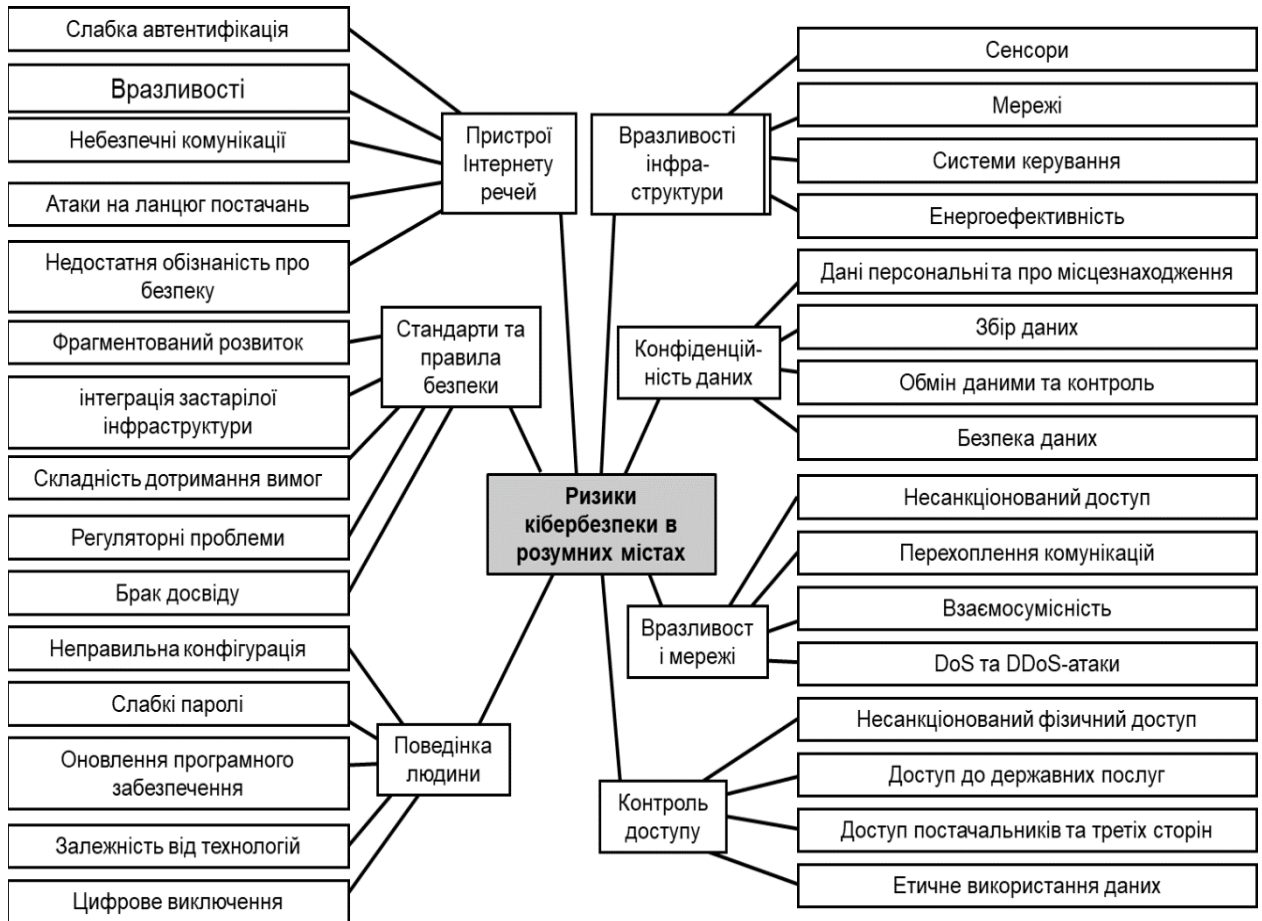 Слабка автентифікація
Вразливості
Небезпечні комунікації
Атаки на ланцюг постачань
Недостатня обізнаність про
безпеку
Пристрої
Інтернету
речей
Фрагментований розвиток
інтеграція застарілої
інфраструктури
Складність дотримання вимог
Регуляторні проблеми
Брак досвіду
Стандарти та
правила
безпеки
Неправильна конфігурація
Слабкі паролі
Оновлення програмного
забезпечення
Залежність від технологій
Цифрове виключення
Поведінка
людини
Ризики
кібербезпеки в
розумних містах
Вразливості
інфра-
структури
Сенсори
Мережі
Системи керування
Енергоефективність
Конфіденцій-
ність даних
Дані персональні та про місцезнаходження
Збір даних
Обмін даними та контроль
Безпека даних
Вразливост
і мережі
Несанкціонований доступ
Перехоплення комунікацій
Взаємосумісність
DoS та DDoS-атаки
Контроль
доступу
Несанкціонований фізичний доступ
Доступ до державних послуг
Доступ постачальників та третіх сторін
Етичне використання даних